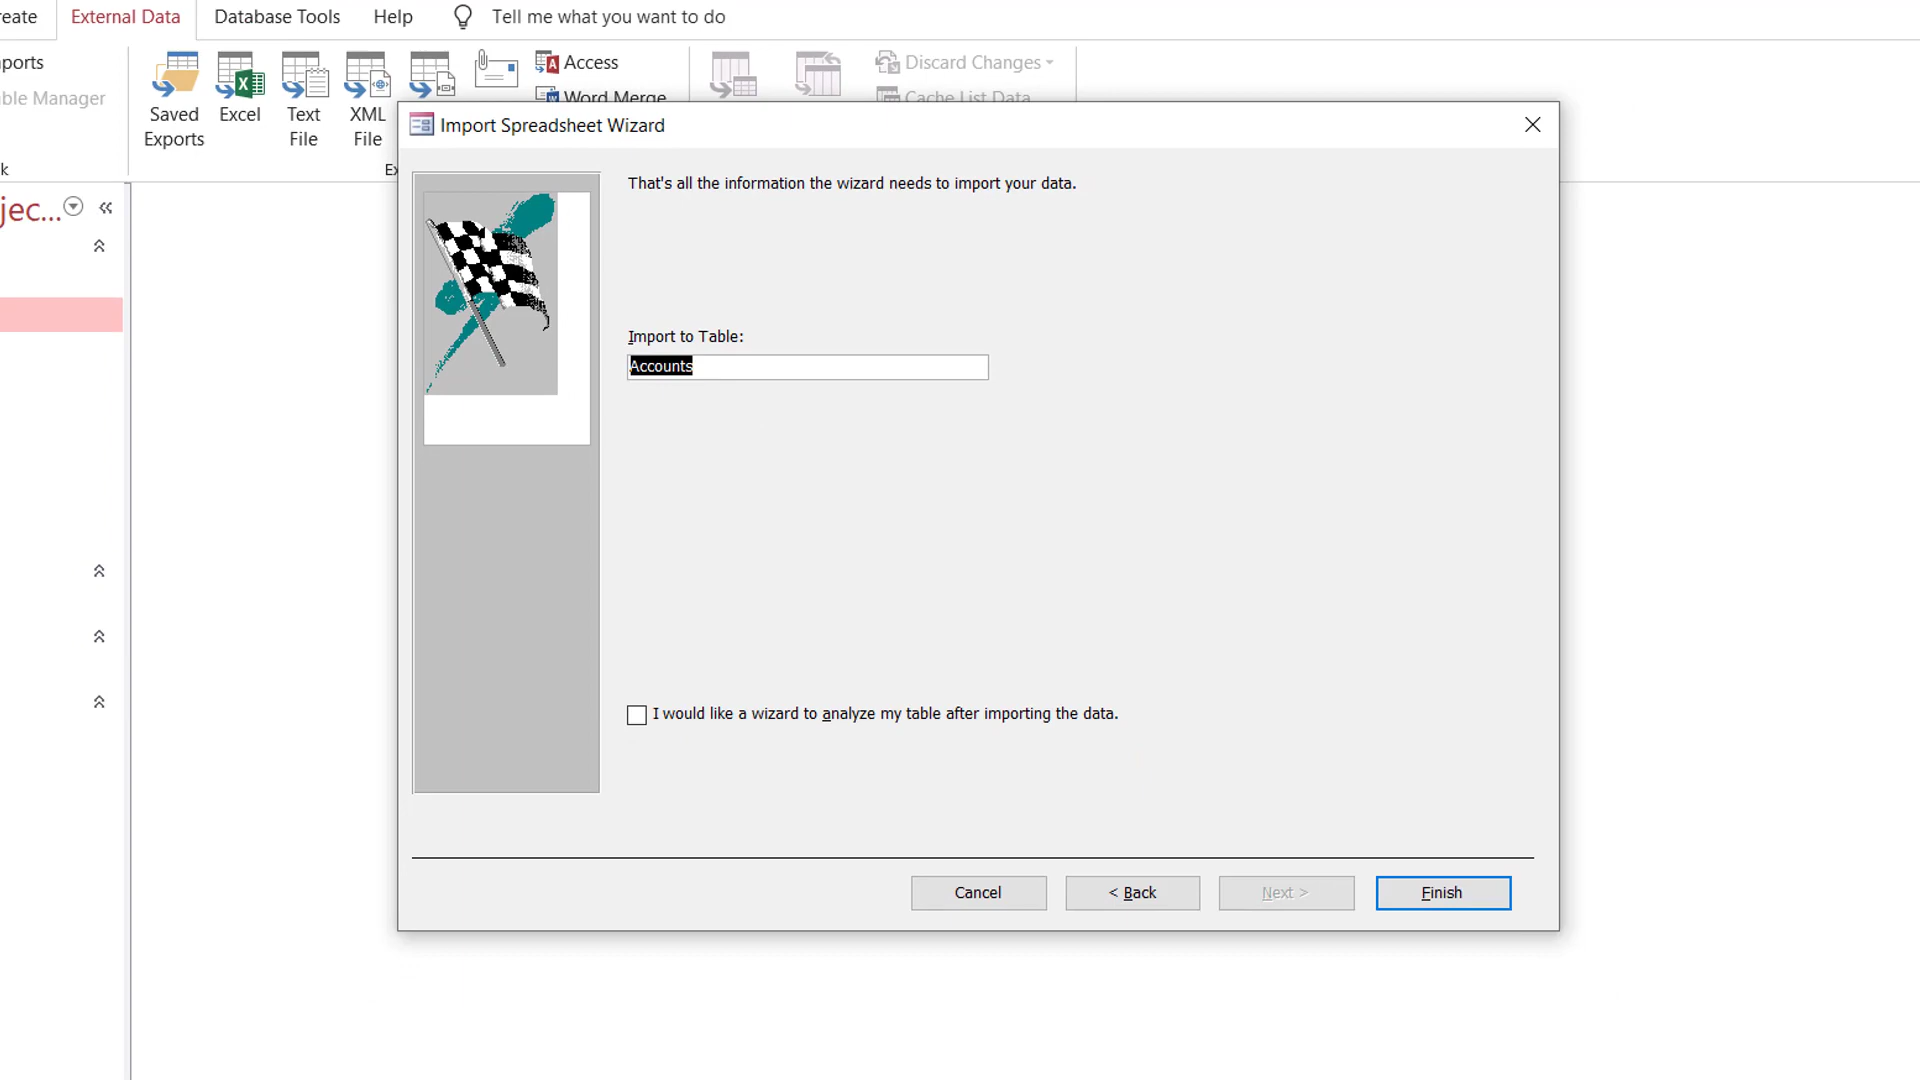 reate External Data Database Tools Help Tell me what you want to do
ports
ble Manager
Saved Exports
Excel
Text File
XML File
Access
Word Merge
Discard Changes
Cache List Data
k
Ex
jec...
Import Spreadsheet Wizard
That's all the information the wizard needs to import your data.
Import to Table:
Accounts
I would like a wizard to analyze my table after importing the data.
Cancel < Back Next > Finish